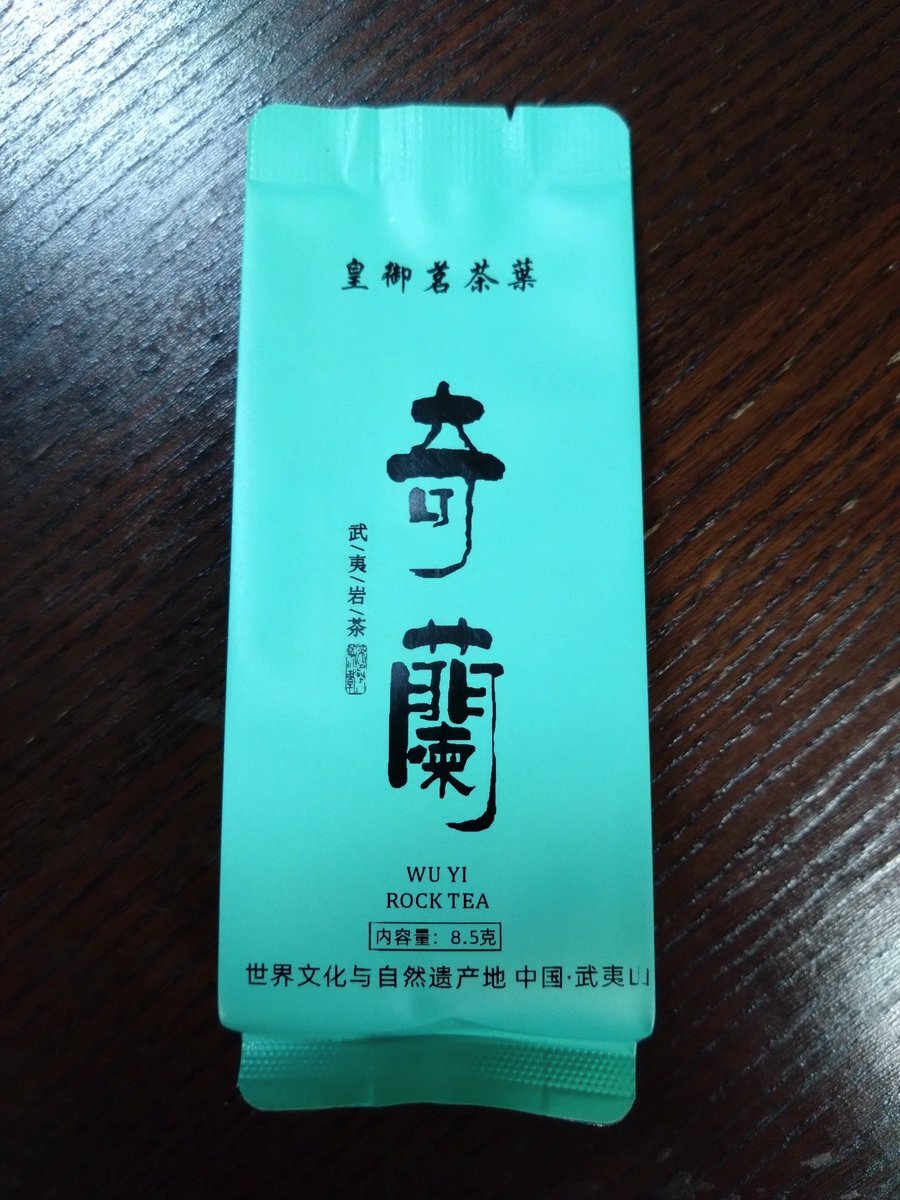 皇御茗茶葉
奇蘭
武/夷/岩/茶
WU YI
ROCK TEA
内容量：8.5克
世界文化与自然遗产地 中国·武夷山